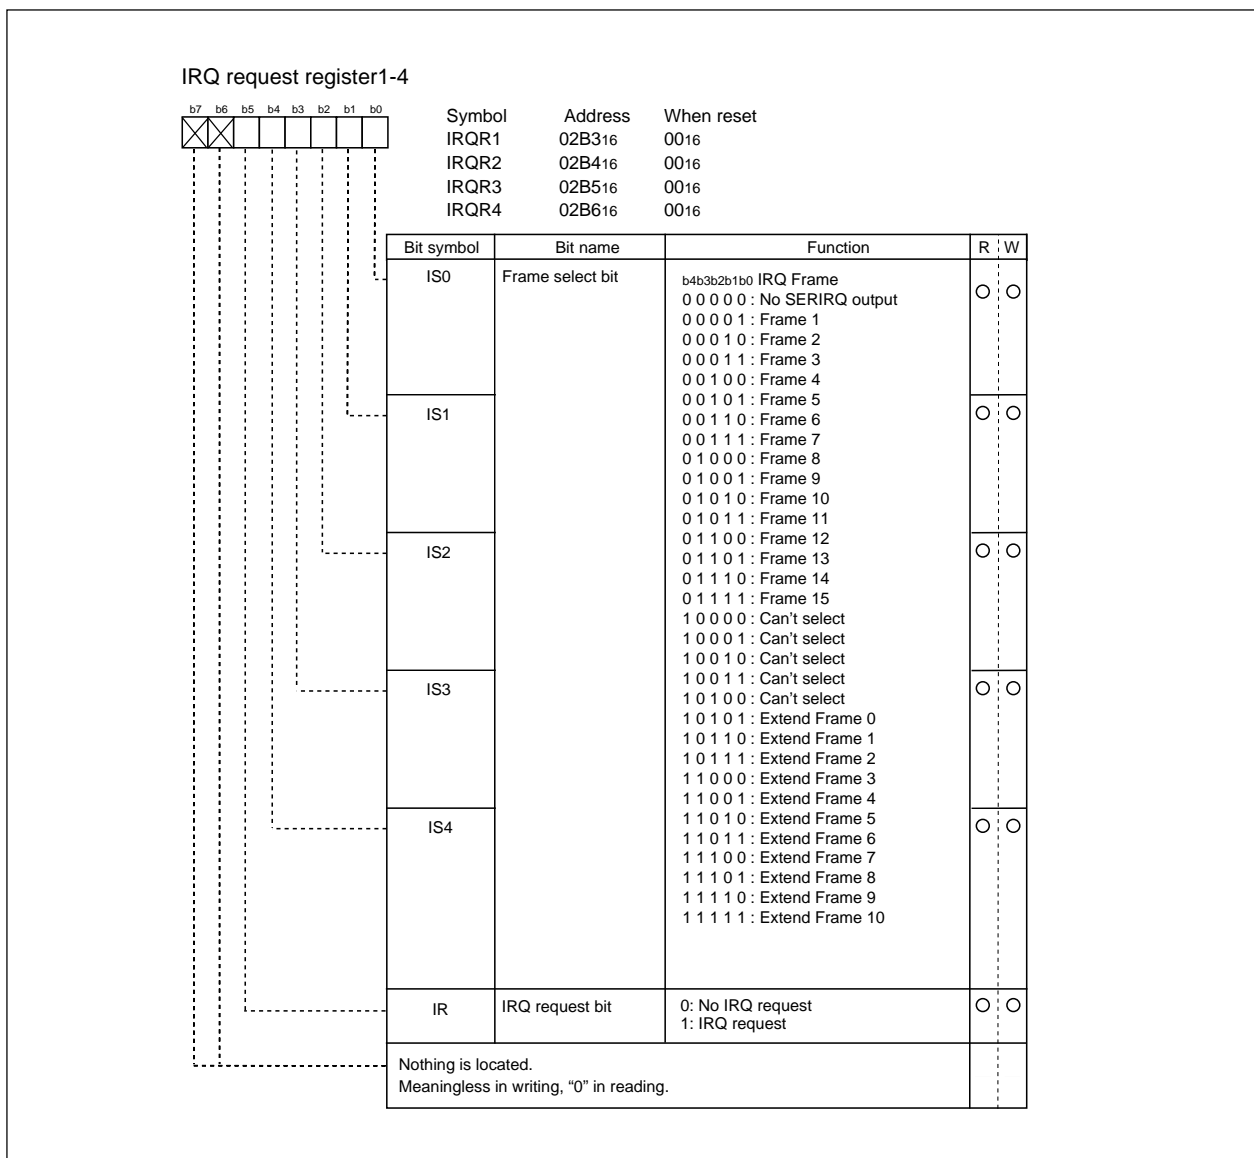 IRQ request register1-4
b7 b6 b5 b4 b3 b2 b1 b0
Symbol Address When reset
IRQR1 02B316 0016
IRQR2 02B416 0016
IRQR3 02B516 0016
IRQR4 02B616 0016
Bit symbol Bit name Function R W
IS0 Frame select bit b4b3b2b1b0 IRQ Frame
0 0 0 0 0 : No SERIRQ output
0 0 0 0 1 : Frame 1
0 0 0 1 0 : Frame 2
0 0 0 1 1 : Frame 3
0 0 1 0 0 : Frame 4
0 0 1 0 1 : Frame 5
IS1 0 0 1 1 0 : Frame 6
0 0 1 1 1 : Frame 7
0 1 0 0 0 : Frame 8
0 1 0 0 1 : Frame 9
0 1 0 1 0 : Frame 10
0 1 0 1 1 : Frame 11
0 1 1 0 0 : Frame 12
IS2 0 1 1 0 1 : Frame 13
0 1 1 1 0 : Frame 14
0 1 1 1 1 : Frame 15
1 0 0 0 0 : Can’t select
1 0 0 0 1 : Can’t select
1 0 0 1 0 : Can’t select
1 0 0 1 1 : Can’t select
IS3 1 0 1 0 0 : Can’t select
1 0 1 0 1 : Extend Frame 0
1 0 1 1 0 : Extend Frame 1
1 0 1 1 1 : Extend Frame 2
1 1 0 0 0 : Extend Frame 3
1 1 0 0 1 : Extend Frame 4
1 1 0 1 0 : Extend Frame 5
IS4 1 1 0 1 1 : Extend Frame 6
1 1 1 0 0 : Extend Frame 7
1 1 1 0 1 : Extend Frame 8
1 1 1 1 0 : Extend Frame 9
1 1 1 1 1 : Extend Frame 10
IR IRQ request bit 0: No IRQ request
1: IRQ request
Nothing is located.
Meaningless in writing, “0” in reading.